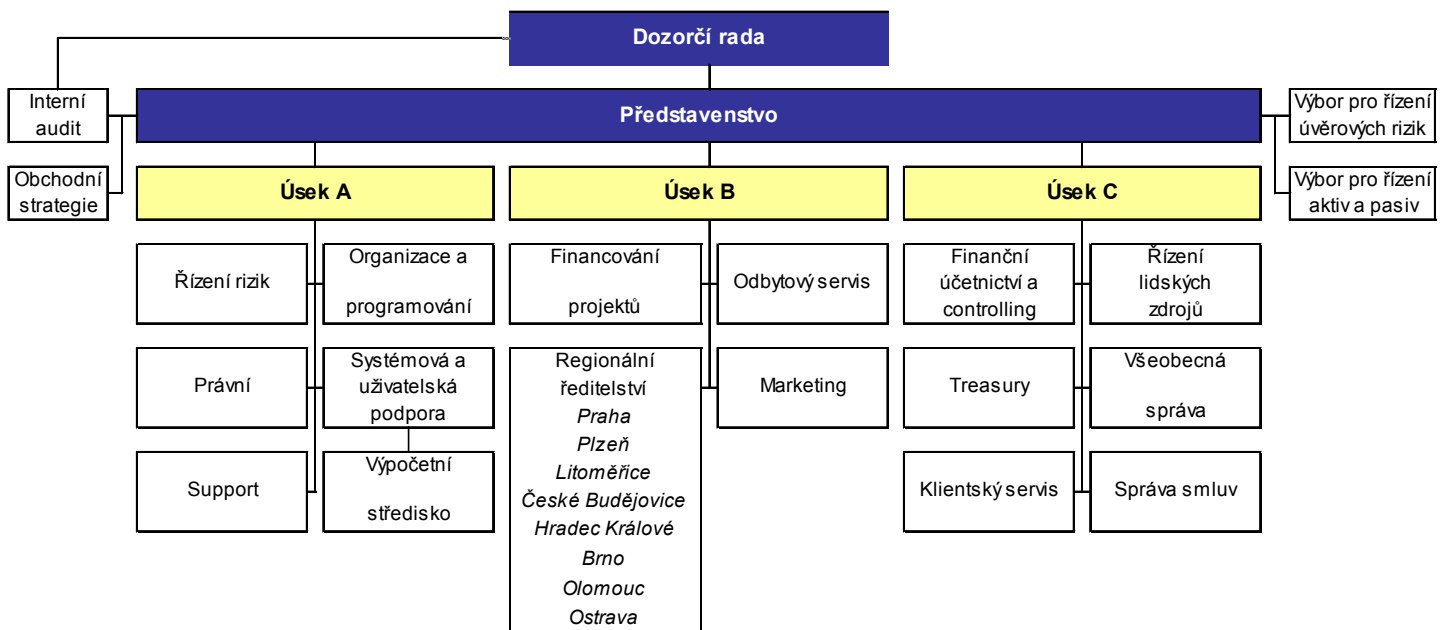 Dozorčí rada
Interní
audit
Představenstvo
Výbor pro řízení
úvěrových rizik
Obchodní
strategie
Úsek A
Úsek B
Úsek C
Výbor pro řízení
aktiv a pasiv
Řízení rizik
Organizace a
programování
Financování
projektů
Odbytový servis
Finanční
účetnictví a
controlling
Řízení
lidských
zdrojů
Právní
Systémová a
uživatelská
podpora
Regionální
ředitelství
Praha
Plzeň
Litoměřice
České Budějovice
Hradec Králové
Brno
Olomouc
Ostrava
Marketing
Treasury
Všeobecná
správa
Support
Výpočetní
středisko
Klientský servis
Správa smluv